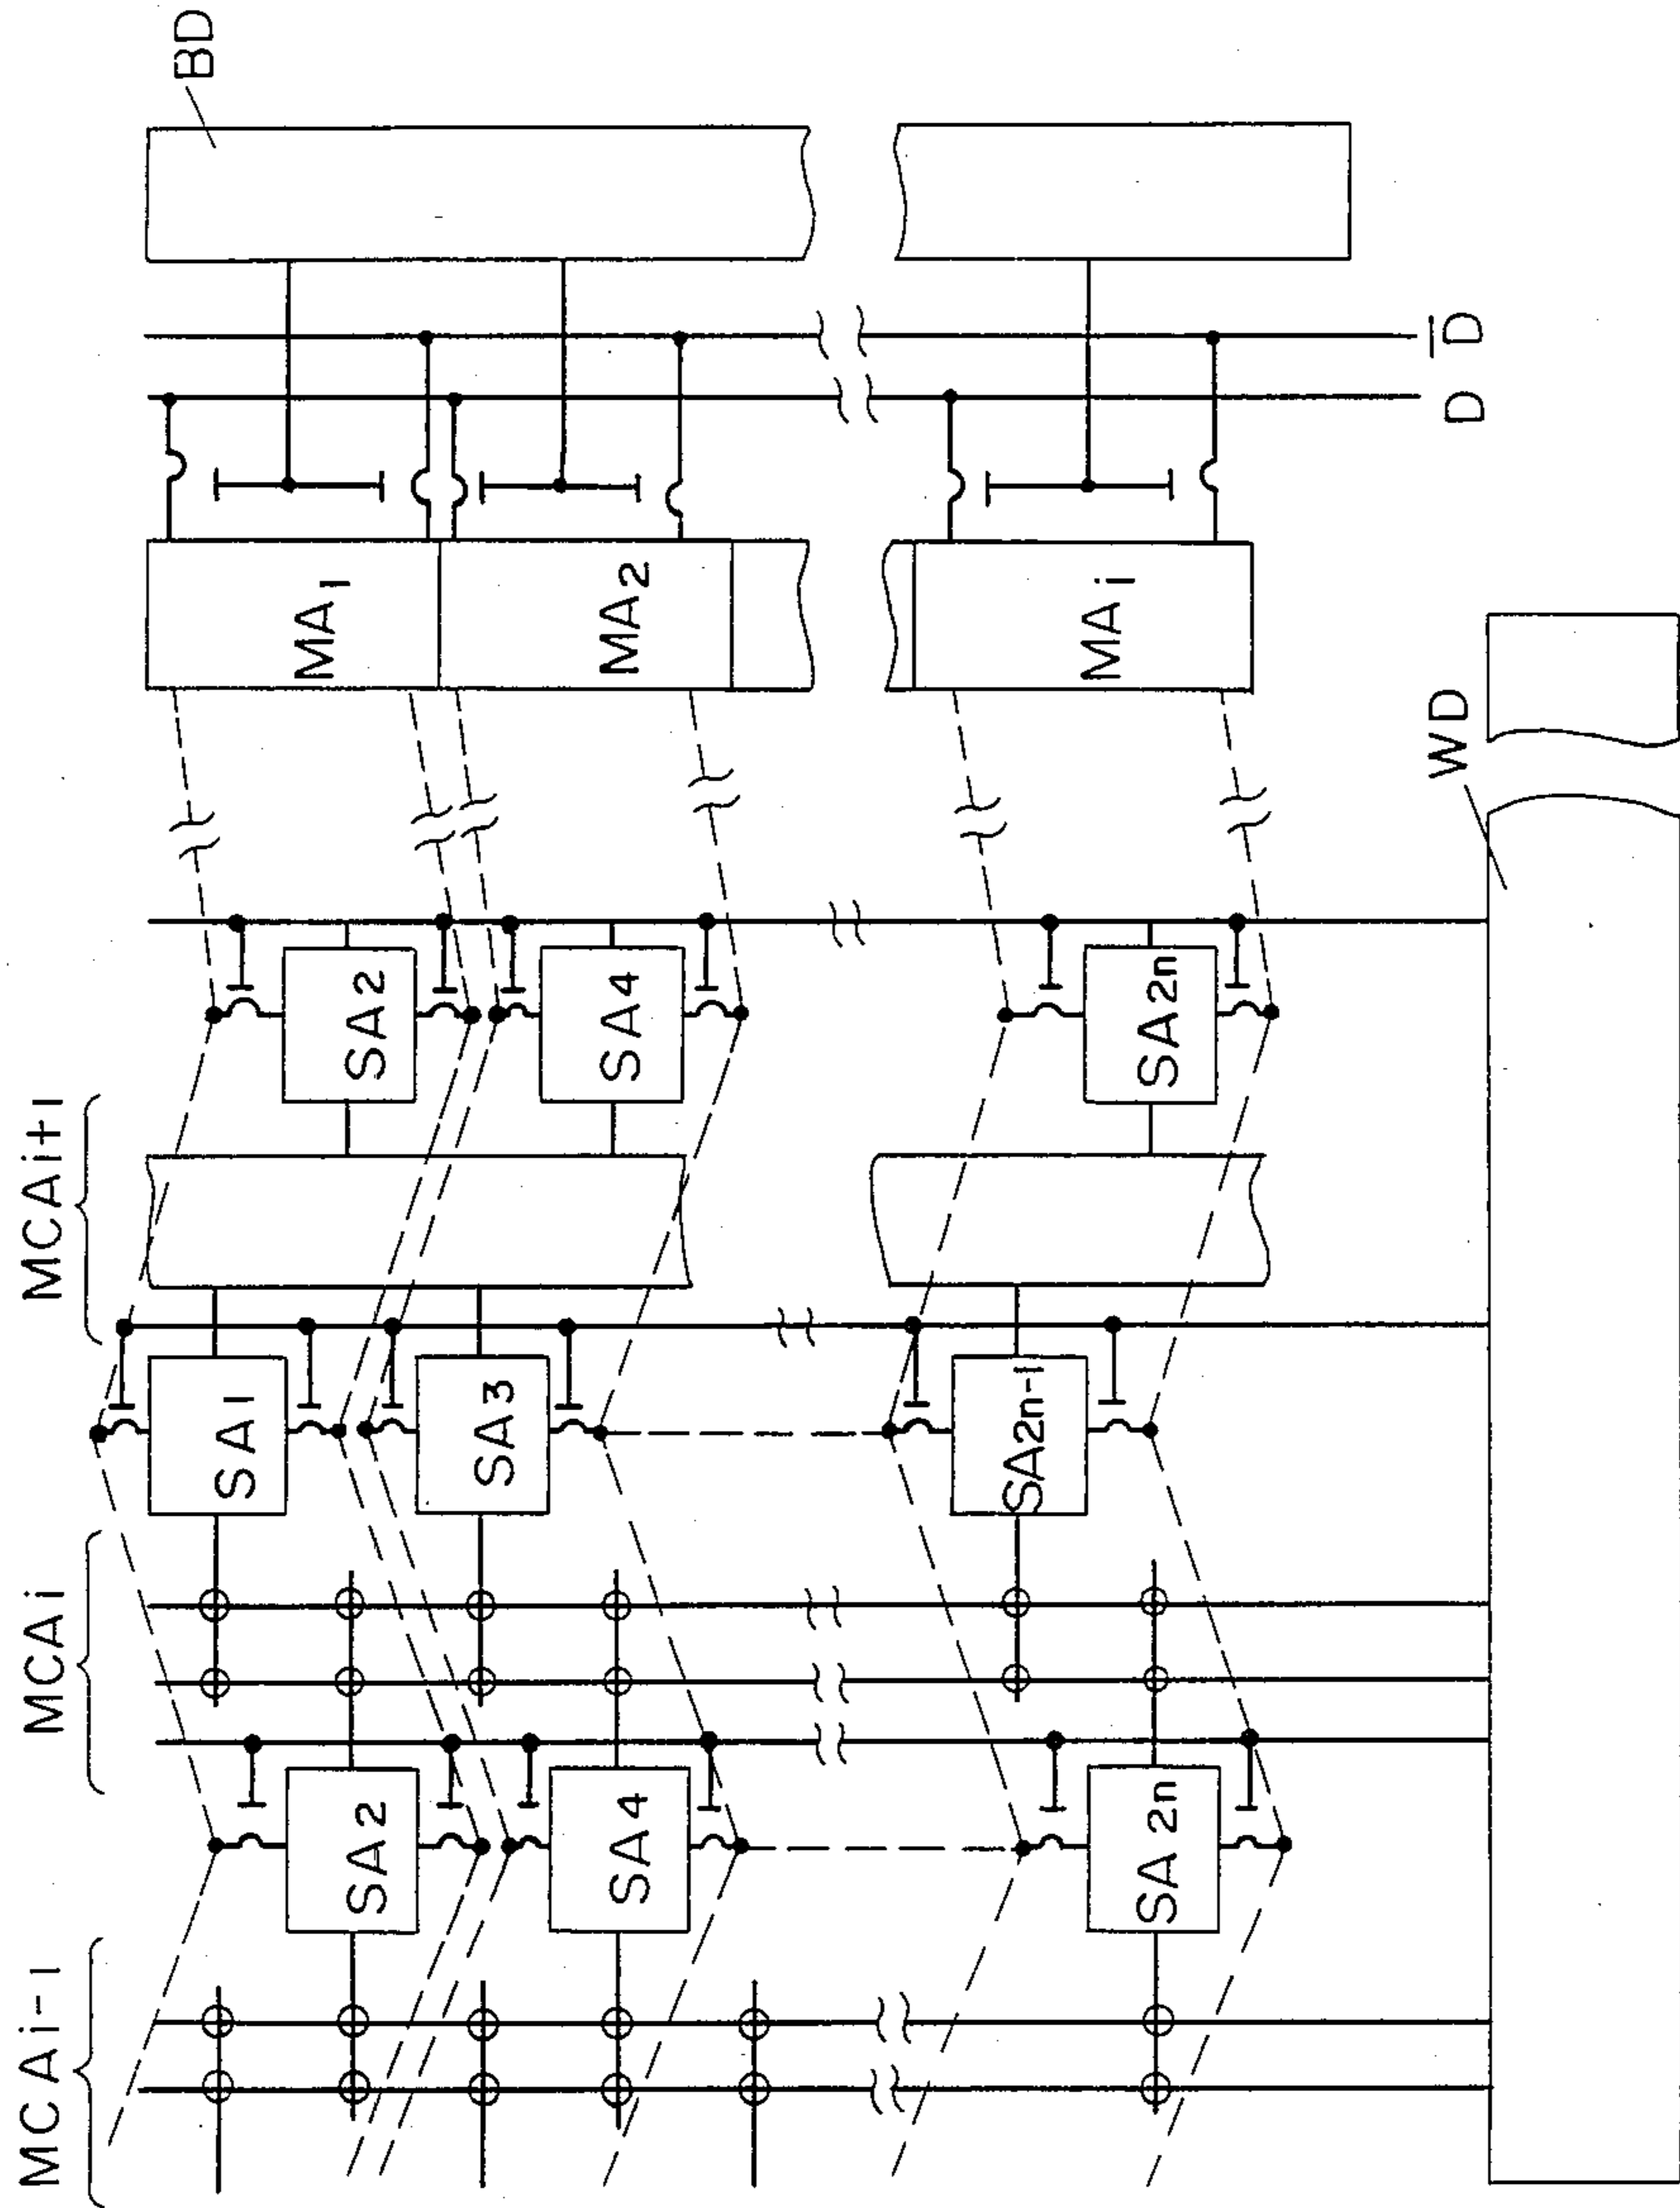 BD
D̅
D
MA1
MA2
MAi
WD
SA2
SA4
SA2n
MCAi+1
SA1
SA3
SA2n-1
MCAi
SA2
SA4
SA2n
MCAi-1